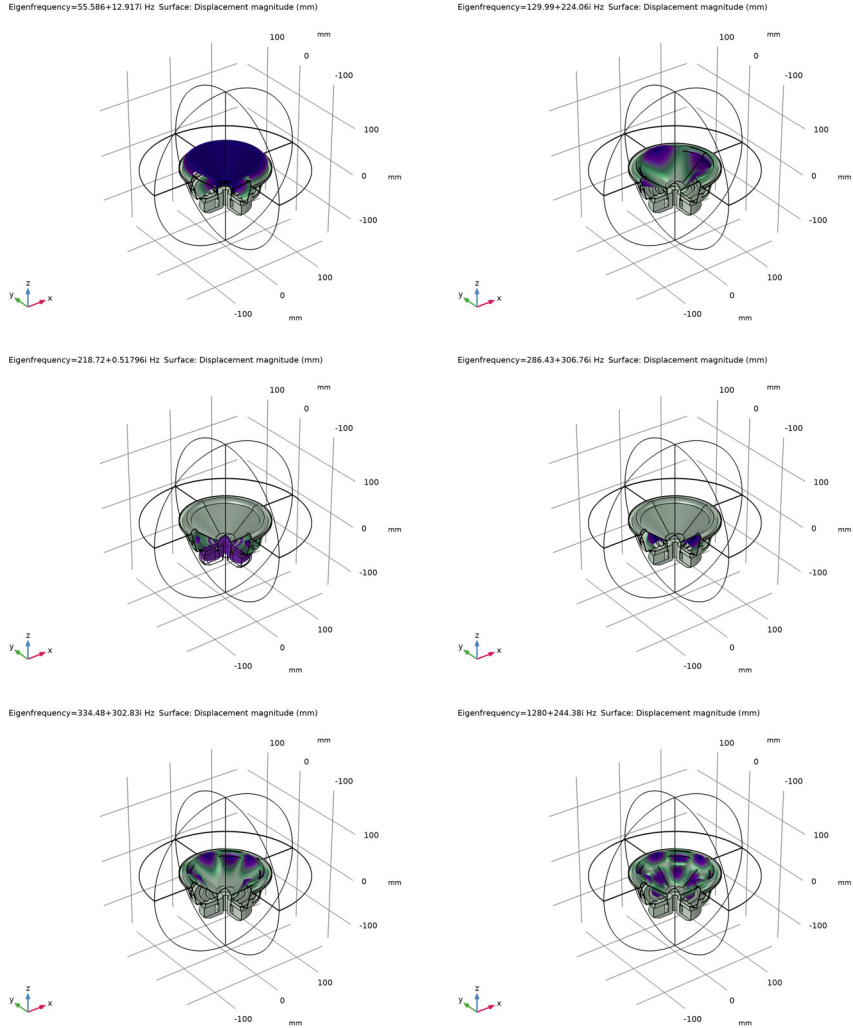 Eigenfrequency=55.586+12.917i Hz Surface: Displacement magnitude (mm)
100
mm
0
-100
100
0
mm
-100
100
0
-100
mm
z
y
x
Eigenfrequency=129.99+224.06i Hz Surface: Displacement magnitude (mm)
100
mm
0
-100
100
0
mm
-100
100
0
-100
mm
z
y
x
Eigenfrequency=218.72+0.51796i Hz Surface: Displacement magnitude (mm)
100
mm
0
-100
100
0
mm
-100
100
0
-100
mm
z
y
x
Eigenfrequency=286.43+306.76i Hz Surface: Displacement magnitude (mm)
100
mm
0
-100
100
0
mm
-100
100
0
-100
mm
z
y
x
Eigenfrequency=334.48+302.83i Hz Surface: Displacement magnitude (mm)
100
mm
0
-100
100
0
mm
-100
100
0
-100
mm
z
y
x
Eigenfrequency=1280+244.38i Hz Surface: Displacement magnitude (mm)
100
mm
0
-100
100
0
mm
-100
100
0
-100
mm
z
y
x